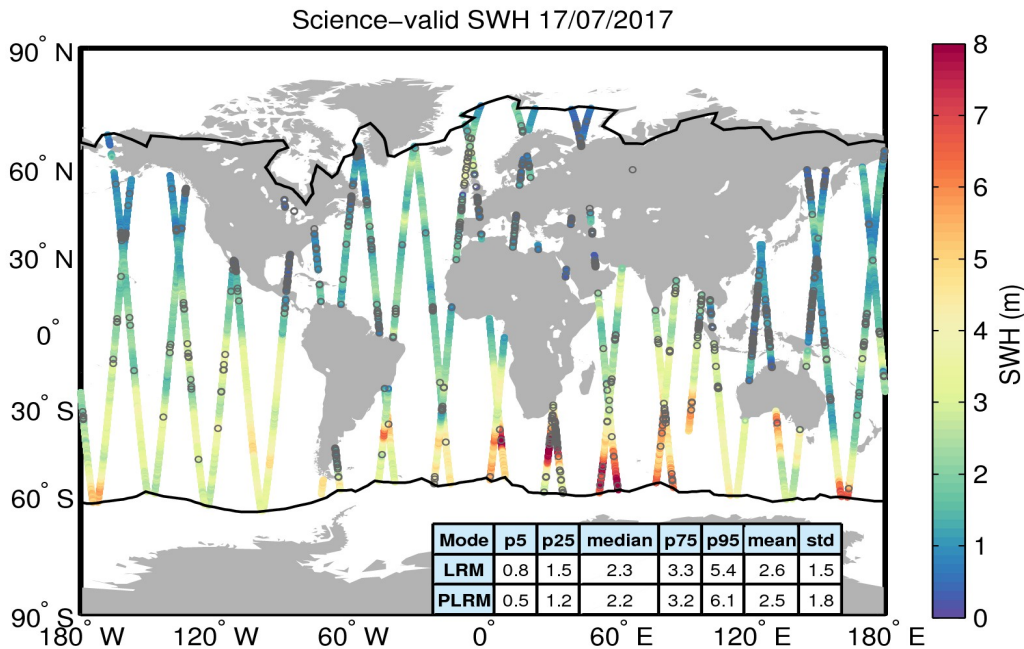 Science−valid SWH 17/07/2017
90° N
60° N
30° N
0°
30° S
60° S
90° S
180° W
120° W
60° W
0°
60° E
120° E
180° E
Mode p5 p25 median p75 p95 mean std
LRM 0.8 1.5 2.3 3.3 5.4 2.6 1.5
PLRM 0.5 1.2 2.2 3.2 6.1 2.5 1.8
8
7
6
5
4
3
2
1
0
SWH (m)